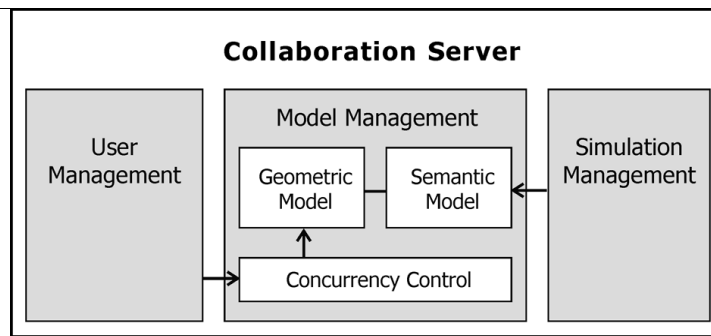 Collaboration Server
User
Management
Model Management
Geometric
Model
Semantic
Model
Concurrency Control
Simulation
Management